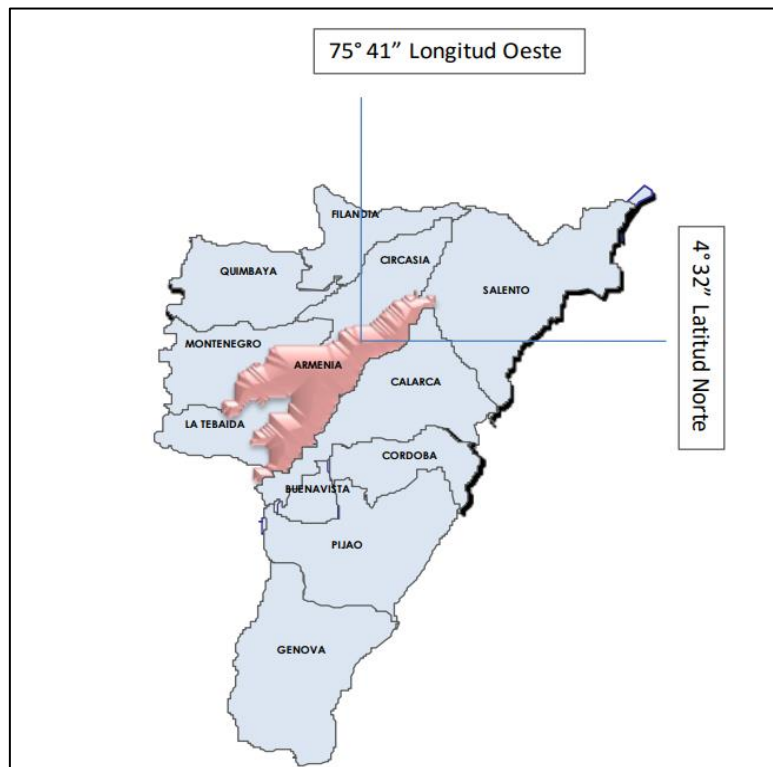 75° 41” Longitud Oeste
FILANDIA
CIRCASIA
QUIMBAYA
SALENTO
4° 32” Latitud Norte
MONTENEGRO
ARMENIA
CALARCA
LA TEBAIDA
CORDOBA
BUENAVISTA
PIJAO
GENOVA